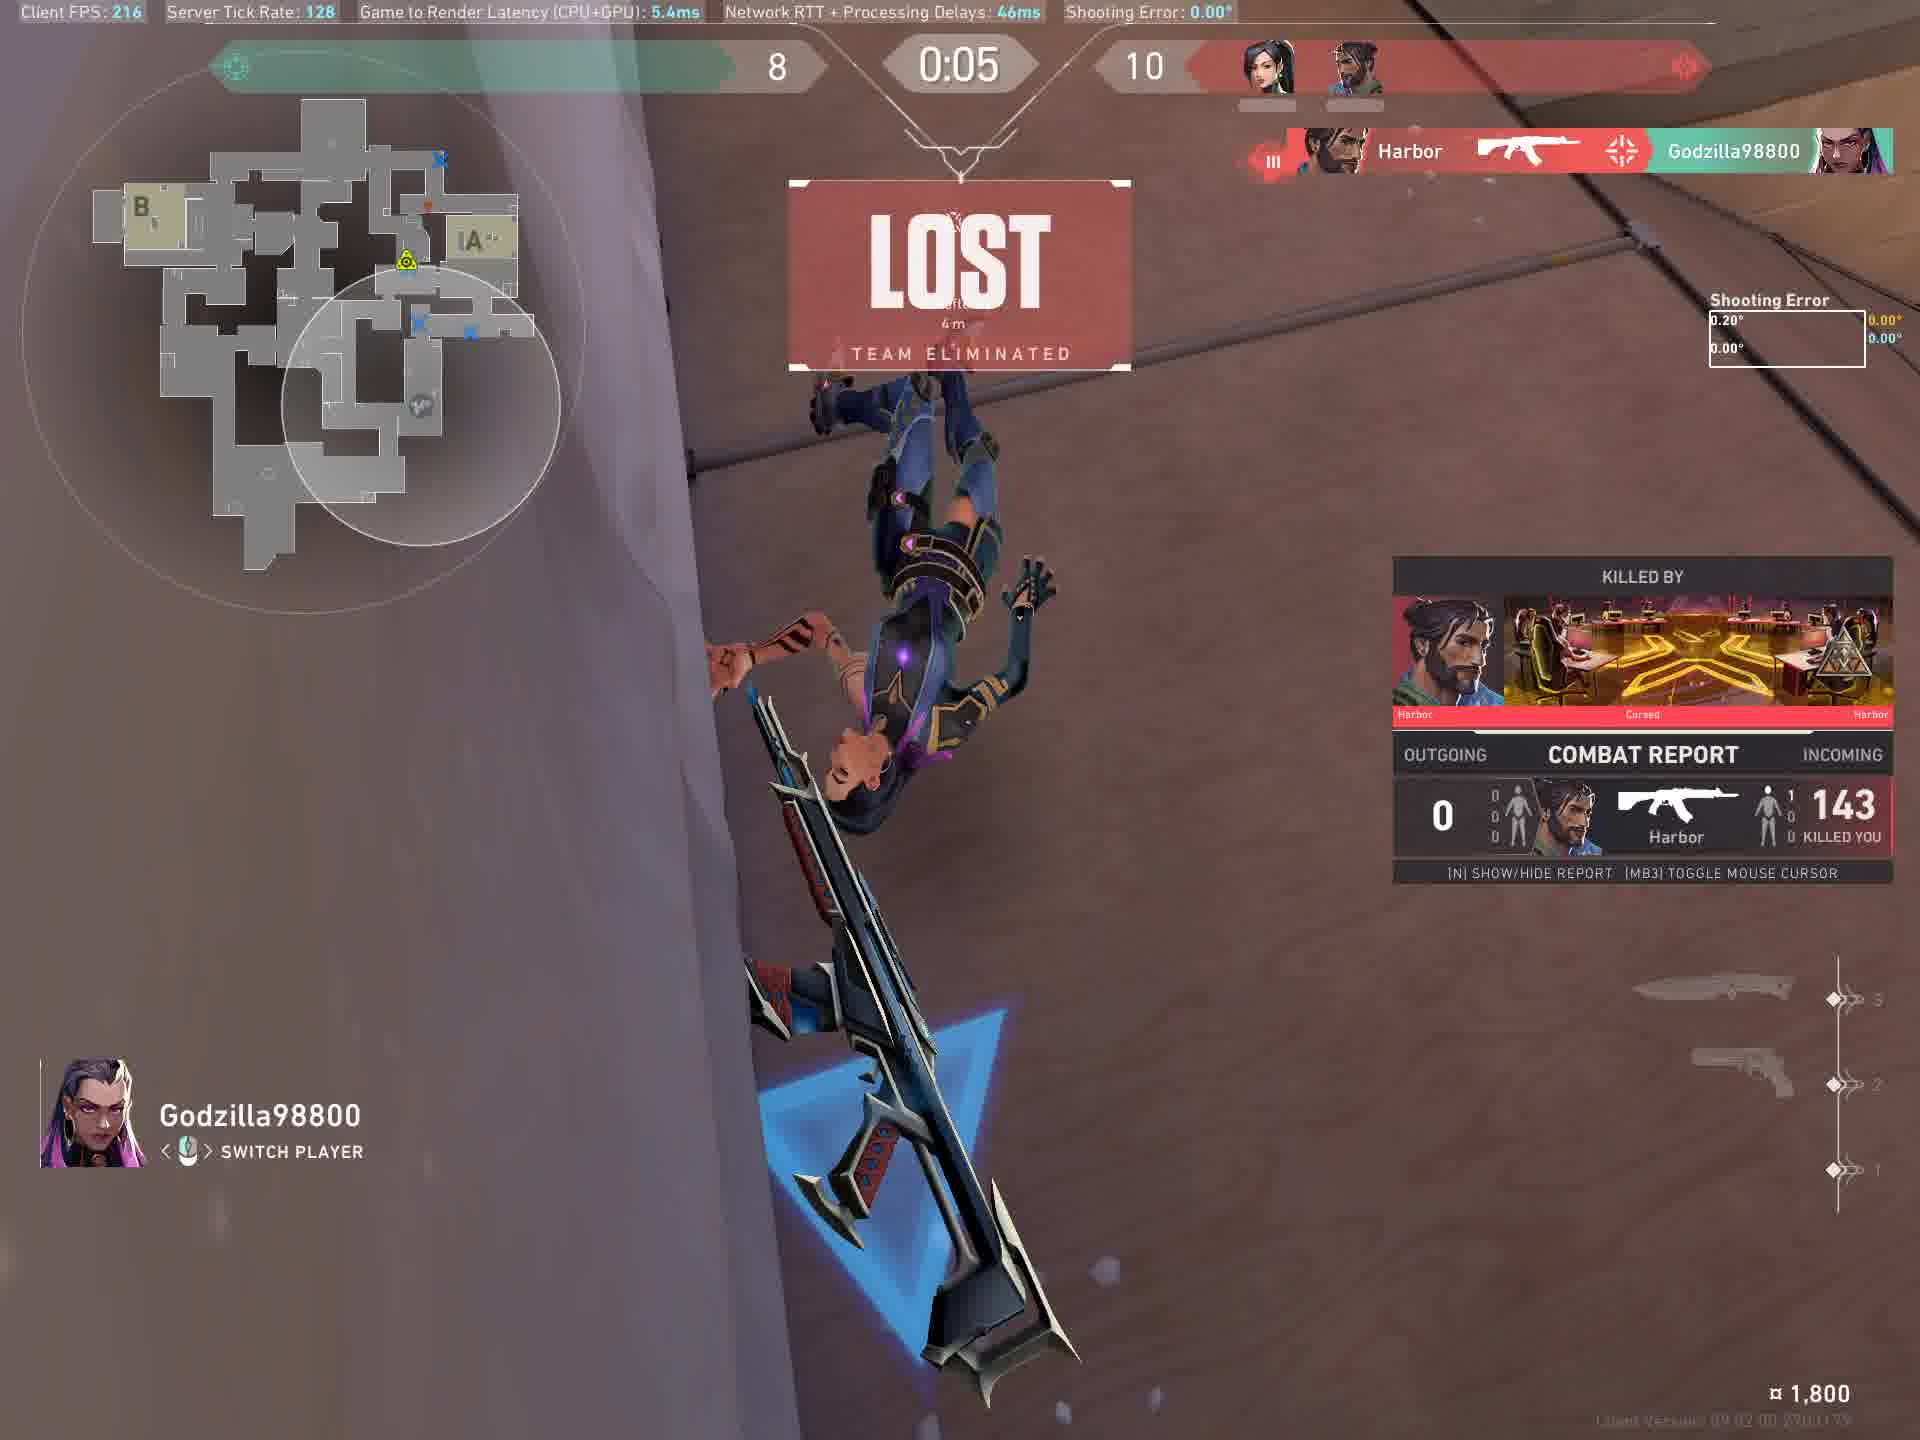 Client FPS: 216 Server Tick Rate: 128 Game to Render Latency (CPU+GPU): 5.4ms Network RTT + Processing Delays: 46ms Shooting Error: 0.00°
8 0:05 10
III Harbor Godzilla98800
B
A
LOST
4m
TEAM ELIMINATED
Shooting Error
0.20° 0.00°
0.00°
0.00°
KILLED BY
Harbor Cursed Harbor
OUTGOING COMBAT REPORT INCOMING
0 0 0 0 Harbor 1 0 0 143 KILLED YOU
[N] SHOW/HIDE REPORT [MB3] TOGGLE MOUSE CURSOR
3
2
1
Godzilla98800
< > SWITCH PLAYER
¤ 1,800